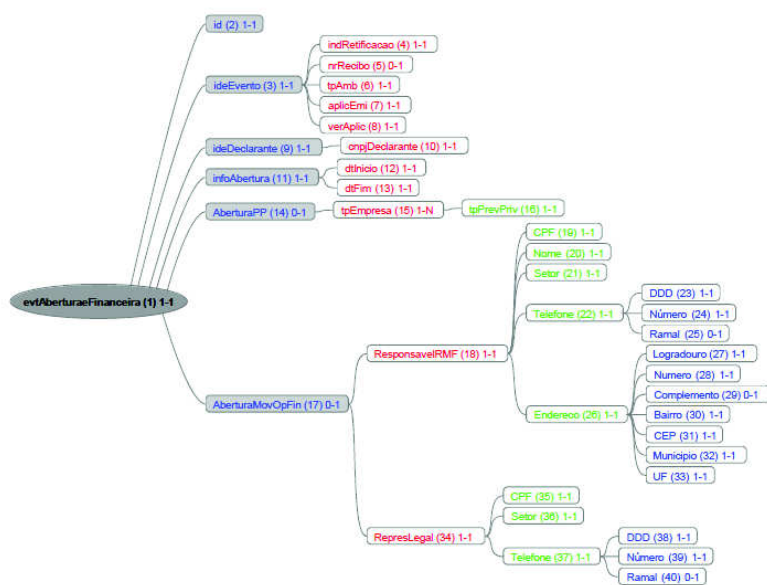 id (2) 1-1
ideEvento (3) 1-1
indRetificacao (4) 1-1
nrRecibo (5) 0-1
tpAmb (6) 1-1
aplicEmi (7) 1-1
verAplic (8) 1-1
ideDeclarante (9) 1-1
cnpjDeclarante (10) 1-1
infoAbertura (11) 1-1
dtInicio (12) 1-1
dtFim (13) 1-1
AberturaPP (14) 0-1
tpEmpresa (15) 1-N
tpPrevPriv (16) 1-1
evtAberturaeFinanceira (1) 1-1
AberturaMovOpFin (17) 0-1
ResponsavelRMF (18) 1-1
CPF (19) 1-1
Nome (20) 1-1
Setor (21) 1-1
Telefone (22) 1-1
DDD (23) 1-1
Número (24) 1-1
Ramal (25) 0-1
Endereco (26) 1-1
Logradouro (27) 1-1
Numero (28) 1-1
Complemento (29) 0-1
Bairro (30) 1-1
CEP (31) 1-1
Municipio (32) 1-1
UF (33) 1-1
RepresLegal (34) 1-1
CPF (35) 1-1
Setor (36) 1-1
Telefone (37) 1-1
DDD (38) 1-1
Número (39) 1-1
Ramal (40) 0-1